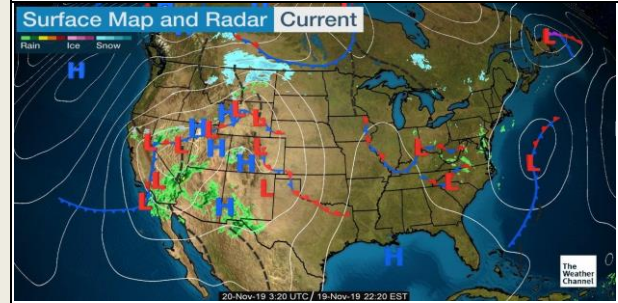 Surface Map and Radar Current
Rain Ice Snow
L
H
H L
L
H L
L L
H L
H
L L
L L
L
H
L
H
The
Weather
Channel
20-Nov-19 3:20 UTC / 19-Nov-19 22:20 EST